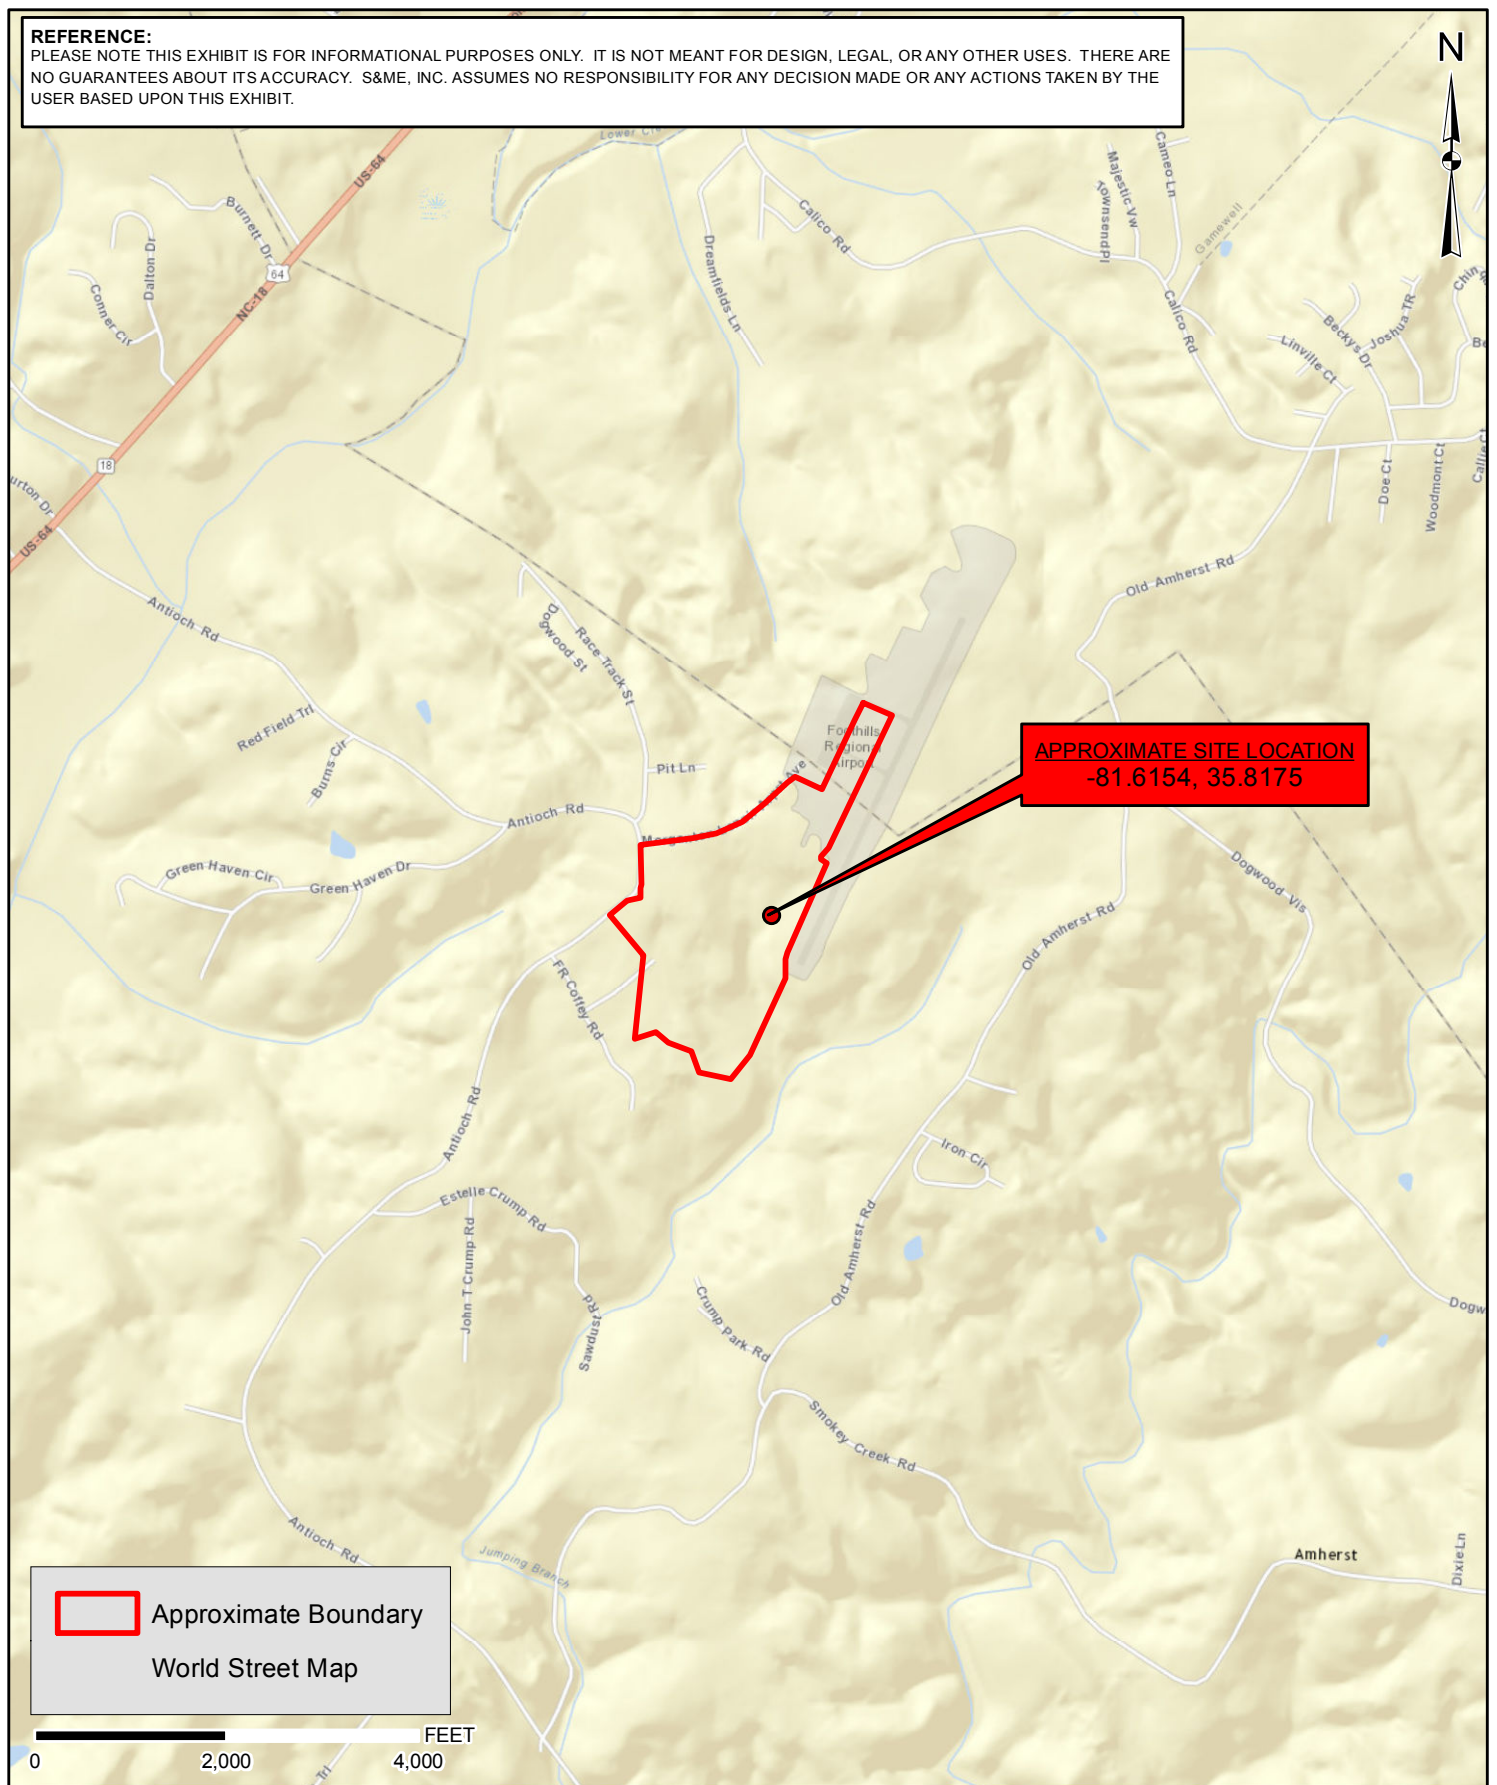 REFERENCE:
PLEASE NOTE THIS EXHIBIT IS FOR INFORMATIONAL PURPOSES ONLY. IT IS NOT MEANT FOR DESIGN, LEGAL, OR ANY OTHER USES. THERE ARE
NO GUARANTEES ABOUT ITS ACCURACY. S&ME, INC. ASSUMES NO RESPONSIBILITY FOR ANY DECISION MADE OR ANY ACTIONS TAKEN BY THE
USER BASED UPON THIS EXHIBIT.
N
Lower
US-64
Burnett Dr
Dalton Dr
Conner Cir
64
NC-18
18
US-64
Calico Rd
Dreamfields Ln
Majestic Vw
Townsend Pl
Cameo Ln
Gamewell
Calico Rd
Linville Ct
Beckys Dr
Joshua TR
Doe Ct
Woodmont Ct
Old Amherst Rd
Antioch Rd
Dogwood St
Race Track St
Red Field Trl
Burns Cir
Pit Ln
Foothills
Regional
Airport
Ave
APPROXIMATE SITE LOCATION
-81.6154, 35.8175
Antioch Rd
Green Haven Cir
Green Haven Dr
Dogwood Vis
Old Amherst Rd
FR Coffey Rd
Antioch Rd
Iron Cir
Estelle Crump Rd
John T Crump Rd
Old Amherst Rd
Sawdust Rd
Crump Park Rd
Smokey Creek Rd
Antioch Rd
Jumping Branch
Amherst
Dixie Ln
Approximate Boundary
World Street Map
FEET
0 2,000 4,000
Trl